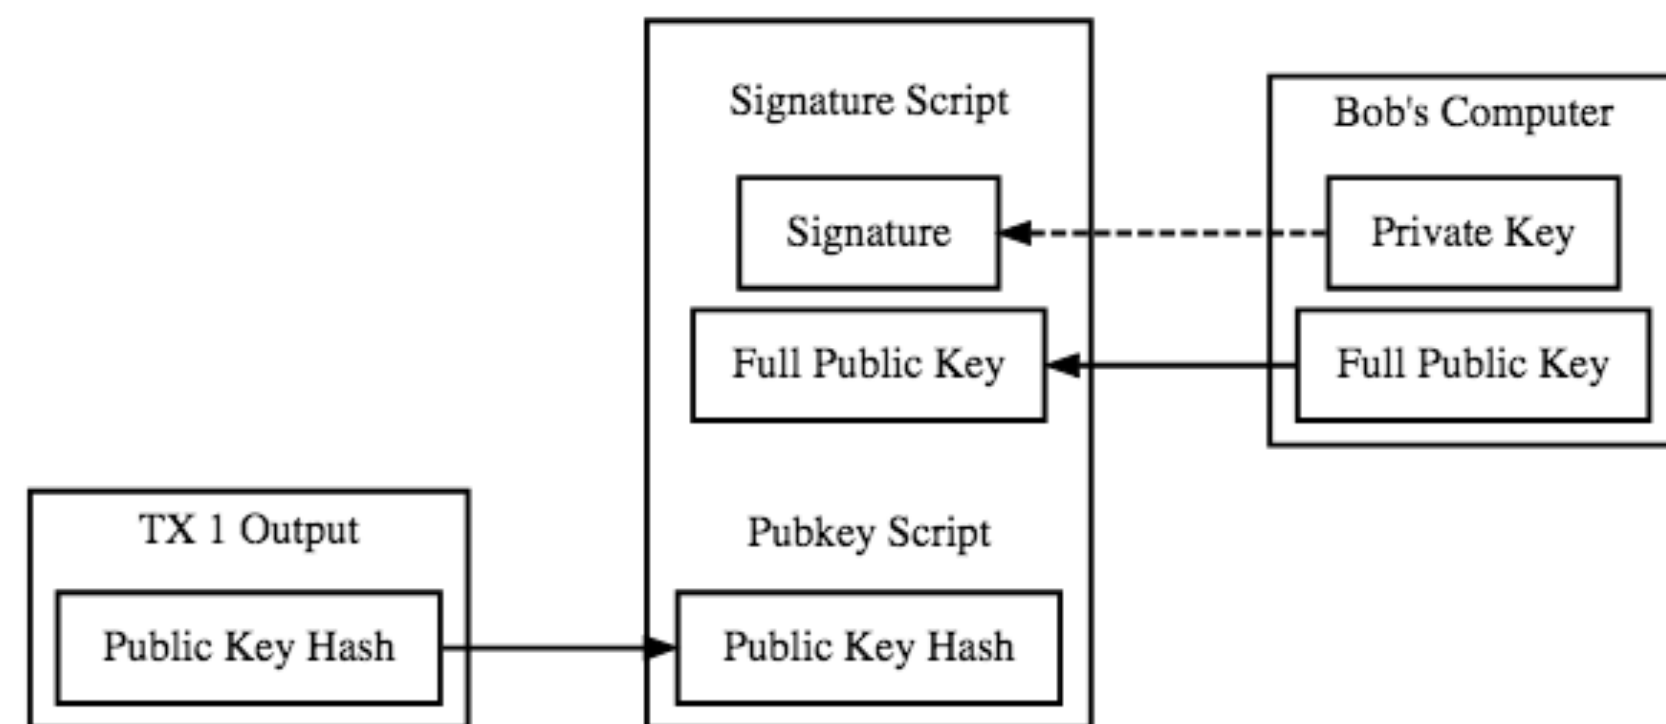 Signature Script
Signature
Full Public Key
Pubkey Script
Public Key Hash
Bob's Computer
Private Key
Full Public Key
TX 1 Output
Public Key Hash